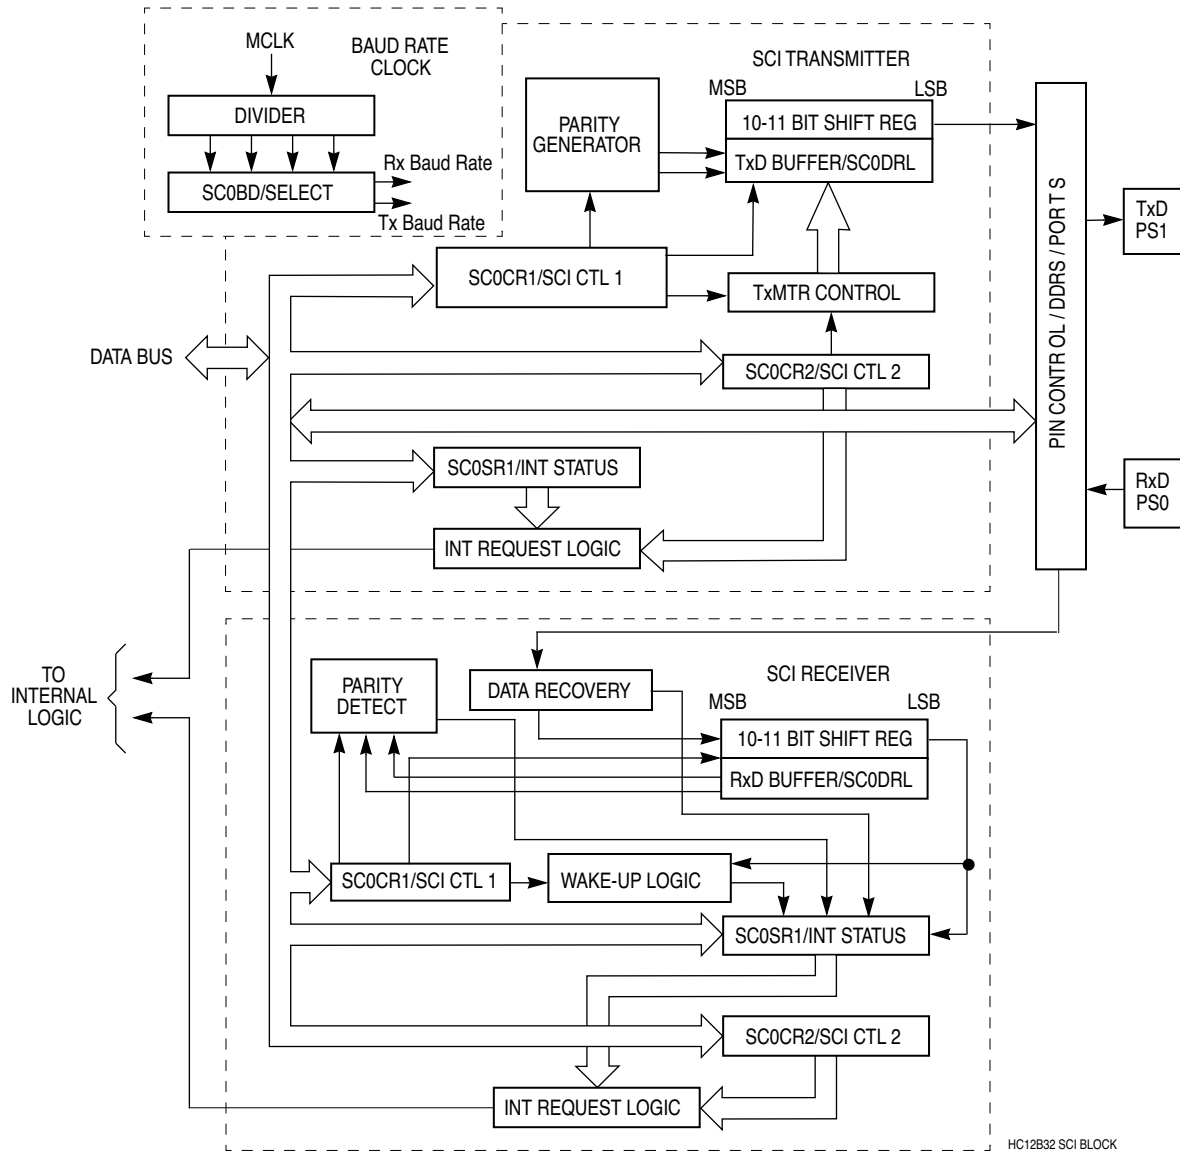 MCLK
BAUD RATE
CLOCK
DIVIDER
SC0BD/SELECT
Rx Baud Rate
Tx Baud Rate
SCI TRANSMITTER
MSB
LSB
PARITY
GENERATOR
10-11 BIT SHIFT REG
TxD BUFFER/SC0DRL
SC0CR1/SCI CTL 1
TxMTR CONTROL
DATA BUS
SC0CR2/SCI CTL 2
SC0SR1/INT STATUS
INT REQUEST LOGIC
PIN CONTROL / DDRS / PORT S
TxD
PS1
RxD
PS0
TO
INTERNAL
LOGIC
PARITY
DETECT
DATA RECOVERY
SCI RECEIVER
MSB
LSB
10-11 BIT SHIFT REG
RxD BUFFER/SC0DRL
SC0CR1/SCI CTL 1
WAKE-UP LOGIC
SC0SR1/INT STATUS
SC0CR2/SCI CTL 2
INT REQUEST LOGIC
HC12B32 SCI BLOCK